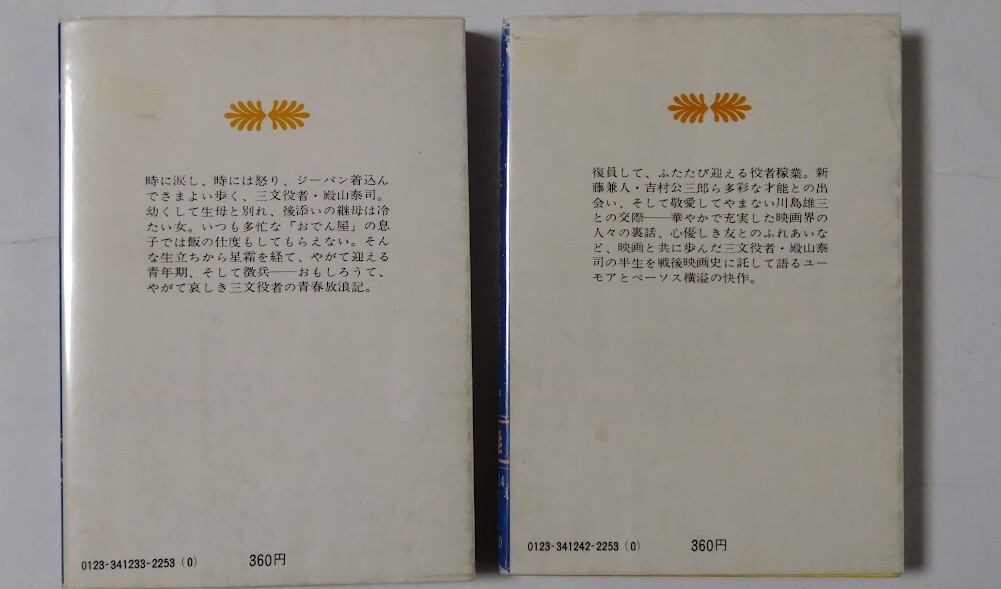 時に涙し、時には怒り、ジーパン着込ん
でさまよい歩く、三文役者・殿山泰司。
幼くして生母と別れ、後添いの継母は冷
たい女。いつも多忙な「おでん屋」の息
子では飯の仕度もしてもらえない。そん
な生立ちから星霜を経て、やがて迎える
青年期、そして徴兵──おもしろうて、
やがて哀しき三文役者の青春放浪記。
0123-341233-2253(0)
360円
復員して、ふたたび迎える役者稼業。新
藤兼人・吉村公三郎ら多彩な才能との出
会い、そして敬愛してやまない川島雄三
との交際──華やかで充実した映画界の
人々の裏話、心優しき友とのふれあいな
ど、映画と共に歩んだ三文役者・殿山泰
司の半生を戦後映画史に託して語るユー
モアとペーソス横溢の快作。
0123-341242-2253(0)
360円